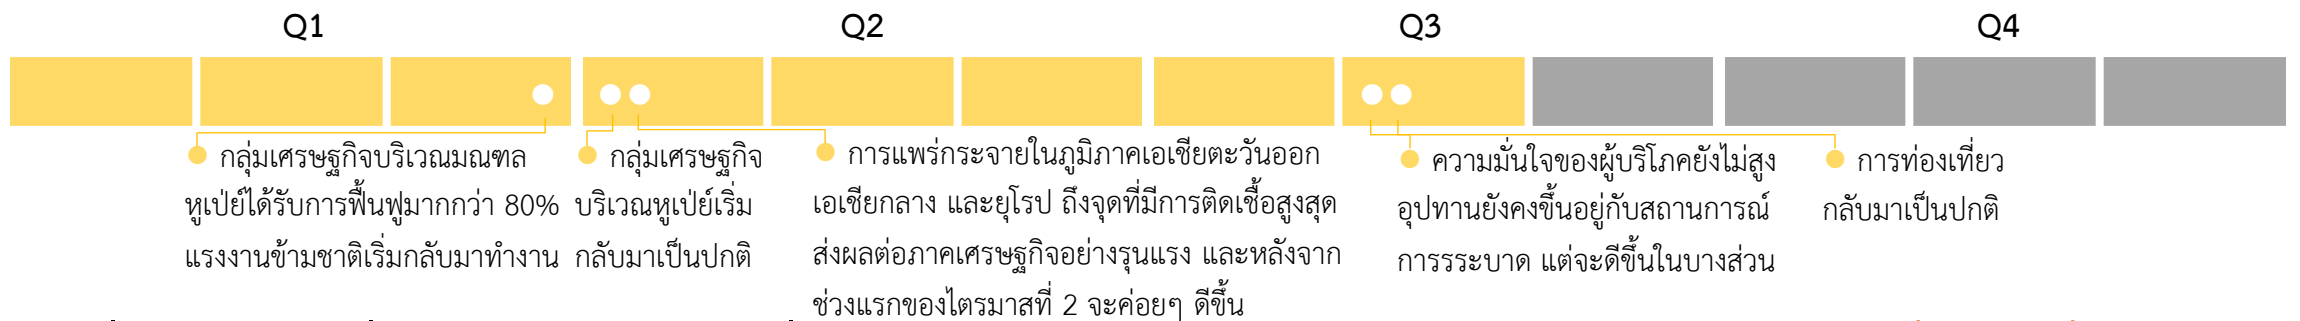 Q1
Q2
Q3
Q4
กลุ่มเศรษฐกิจบริเวณมณฑล
หูเป่ย์ได้รับการฟื้นฟูมากกว่า 80%
แรงงานข้ามชาติเริ่มกลับมาทำงาน
กลุ่มเศรษฐกิจ
บริเวณหูเป่ย์เริ่ม
กลับมาเป็นปกติ
การแพร่กระจายในภูมิภาคเอเชียตะวันออก
เอเชียกลาง และยุโรป ถึงจุดที่มีการติดเชื้อสูงสุด
ส่งผลต่อภาคเศรษฐกิจอย่างรุนแรง และหลังจาก
ช่วงแรกของไตรมาสที่ 2 จะค่อยๆ ดีขึ้น
ความมั่นใจของผู้บริโภคยังไม่สูง
อุปทานยังคงขึ้นอยู่กับสถานการณ์
การรระบาด แต่จะดีขึ้นในบางส่วน
การท่องเที่ยว
กลับมาเป็นปกติ